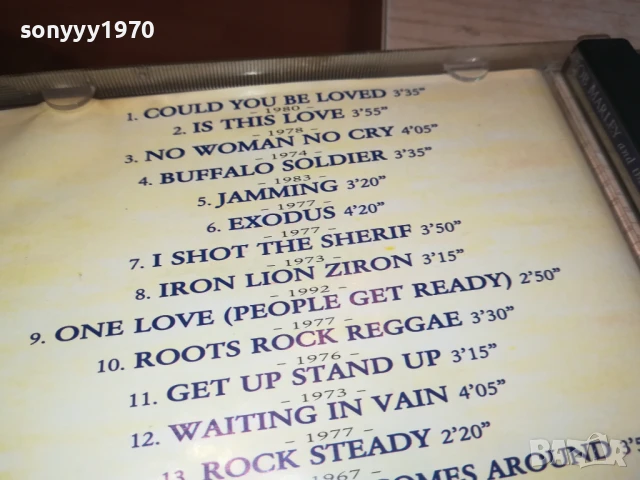 sonyyy1970
1. COULD YOU BE LOVED 3'35"
- 1980 -
2. IS THIS LOVE 3'55"
- 1978 -
3. NO WOMAN NO CRY 4'05"
- 1974 -
4. BUFFALO SOLDIER 3'35"
- 1983 -
5. JAMMING 3'20"
- 1977 -
6. EXODUS 4'20"
- 1977 -
7. I SHOT THE SHERIF 3'50"
- 1973 -
8. IRON LION ZIRON 3'15"
- 1992 -
9. ONE LOVE (PEOPLE GET READY) 2'50"
- 1977 -
10. ROOTS ROCK REGGAE 3'30"
- 1976 -
11. GET UP STAND UP 3'15"
- 1973 -
12. WAITING IN VAIN 4'05"
- 1977 -
13. ROCK STEADY 2'20"
1967 -
COMES AROUND
MARLEY and